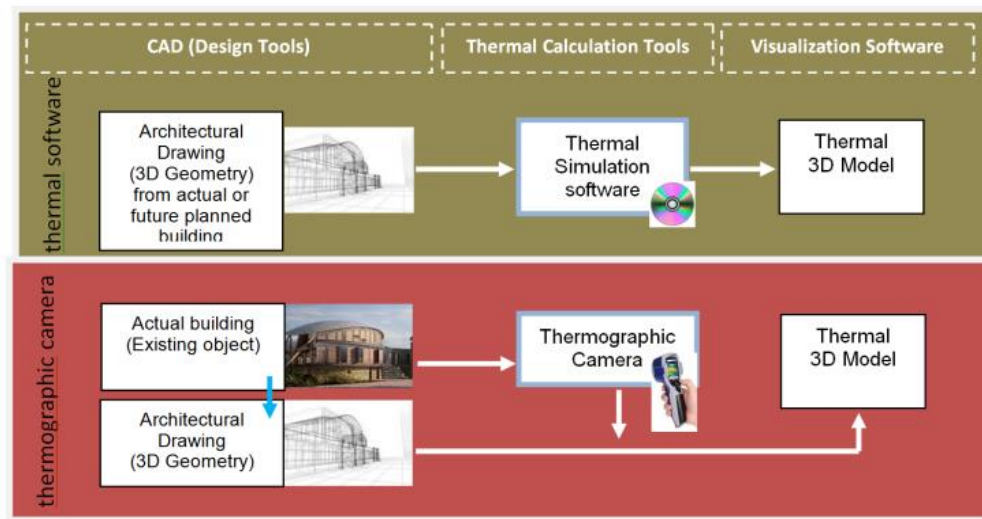 CAD (Design Tools)
Thermal Calculation Tools
Visualization Software
thermal software
Architectural
Drawing
(3D Geometry)
from actual or
future planned
building
Thermal
Simulation
software
Thermal
3D Model
thermographic camera
Actual building
(Existing object)
Thermographic
Camera
Thermal
3D Model
Architectural
Drawing
(3D Geometry)